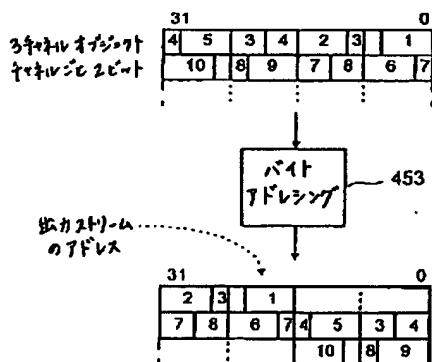 31 0
3チャネル オブジェクト 4 5 3 4 2 3 1
チャネルごと 2ビット 10 8 9 7 8 6 7
バイト
アドレシング 453
出力ストリーム
のアドレス
31 0
2 3 1
7 8 6 7 4 5 3 4
10 8 9